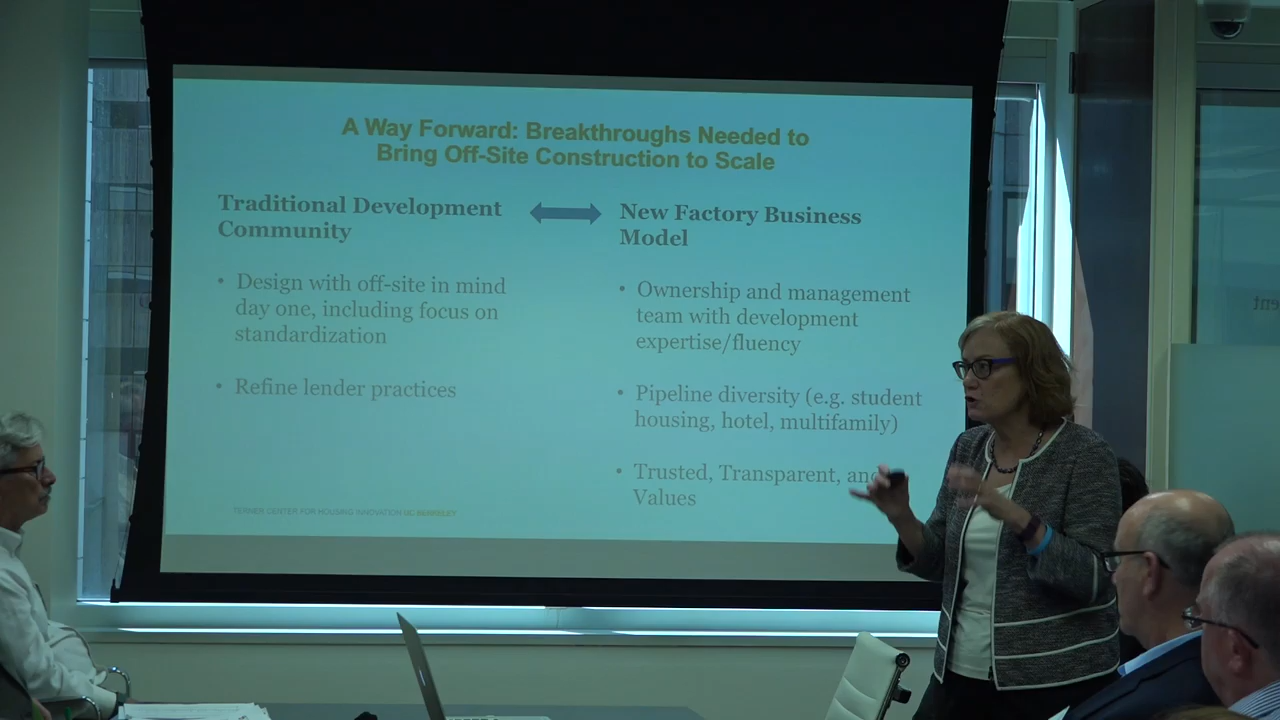 A Way Forward: Breakthroughs Needed to
Bring Off-Site Construction to Scale
Traditional Development
Community
• Design with off-site in mind
day one, including focus on
standardization
• Refine lender practices
New Factory Business
Model
• Ownership and management
team with development
expertise/fluency
• Pipeline diversity (e.g. student
housing, hotel, multifamily)
• Trusted, Transparent, and
Values
TERNER CENTER FOR HOUSING INNOVATION UC BERKELEY